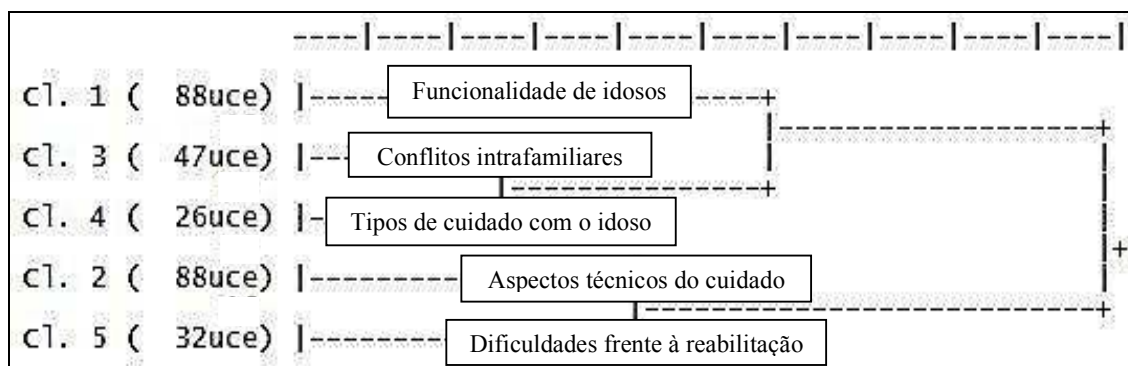 ----|----|----|----|----|----|----|----|----|----|
Cl. 1 ( 88uce) |----- Funcionalidade de idosos -----+
|--------------------+
Cl. 3 ( 47uce) |--- Conflitos intrafamiliares | |
|----------------+ |
Cl. 4 ( 26uce) |- Tipos de cuidado com o idoso |
|+
Cl. 2 ( 88uce) |--------- Aspectos técnicos do cuidado |
|----------------------------+
Cl. 5 ( 32uce) |-------- Dificuldades frente à reabilitação